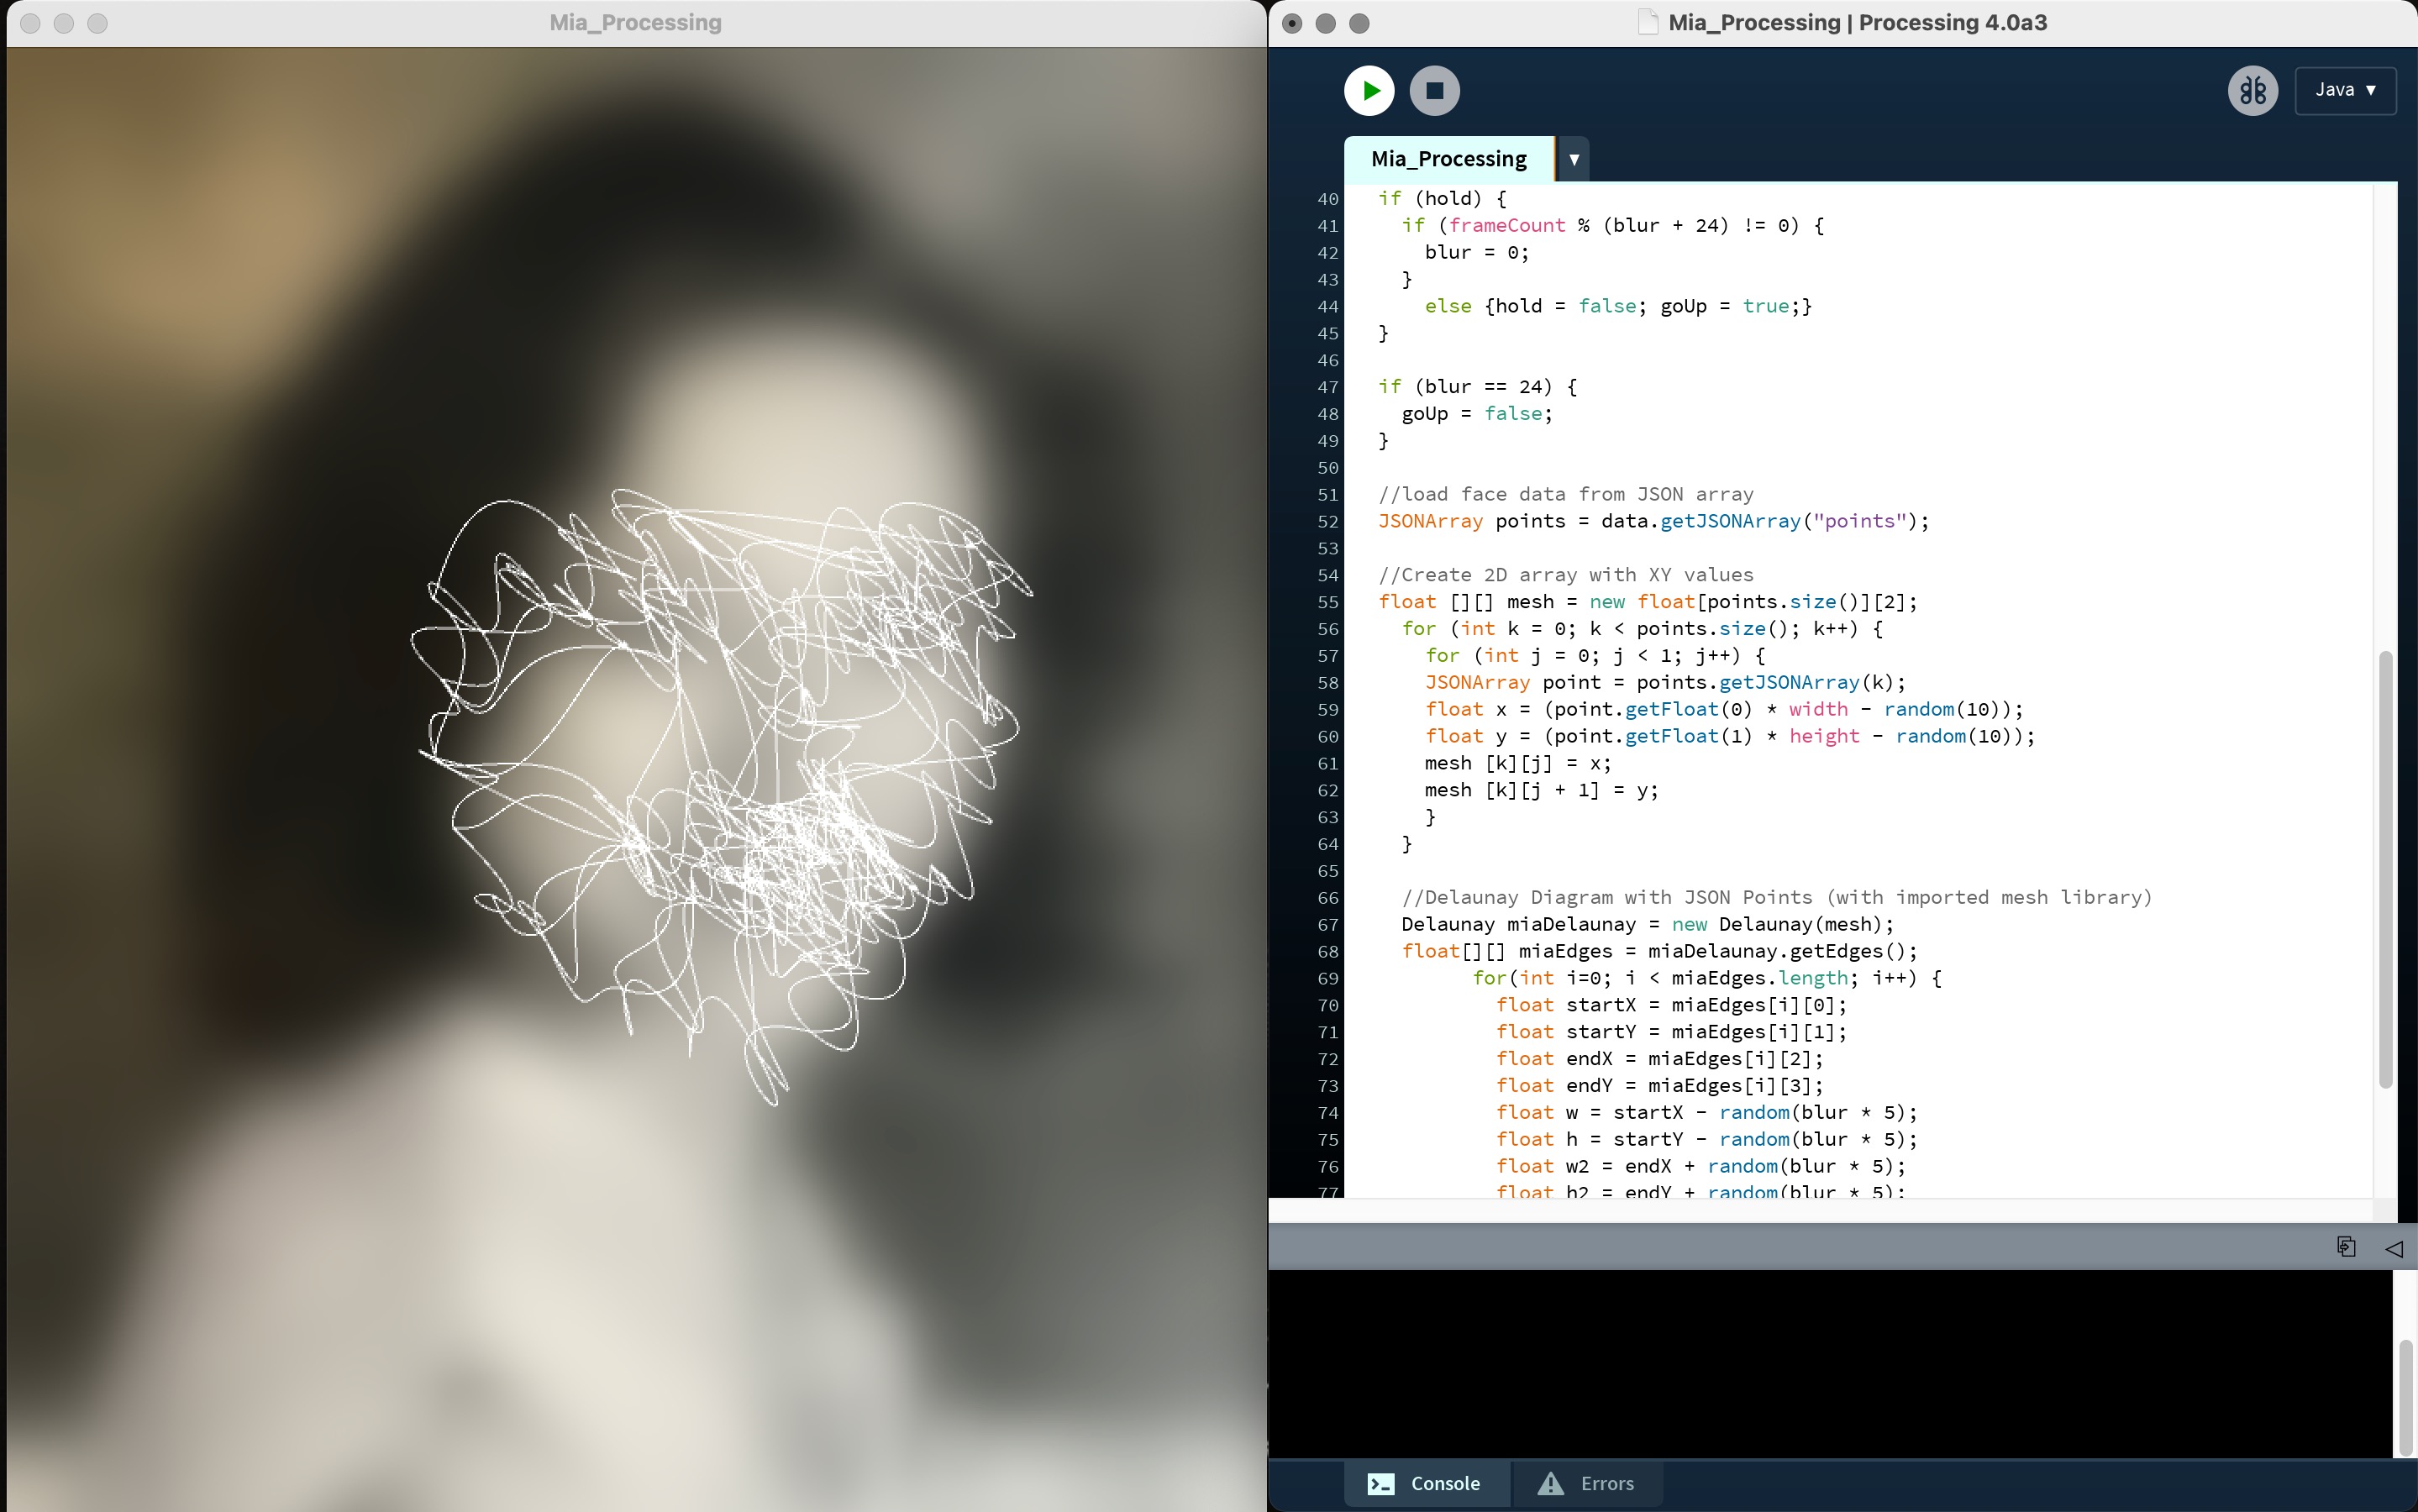 Mia_Processing
Mia_Processing | Processing 4.0a3
Java ▼
Mia_Processing ▼
40 if (hold) {
41 if (frameCount % (blur + 24) != 0) {
42 blur = 0;
43 }
44 else {hold = false; goUp = true;}
45 }
46
47 if (blur == 24) {
48 goUp = false;
49 }
50
51 //load face data from JSON array
52 JSONArray points = data.getJSONArray("points");
53
54 //Create 2D array with XY values
55 float [][] mesh = new float[points.size()][2];
56 for (int k = 0; k < points.size(); k++) {
57 for (int j = 0; j < 1; j++) {
58 JSONArray point = points.getJSONArray(k);
59 float x = (point.getFloat(0) * width - random(10));
60 float y = (point.getFloat(1) * height - random(10));
61 mesh [k][j] = x;
62 mesh [k][j + 1] = y;
63 }
64 }
65
66 //Delaunay Diagram with JSON Points (with imported mesh library)
67 Delaunay miaDelaunay = new Delaunay(mesh);
68 float[][] miaEdges = miaDelaunay.getEdges();
69 for(int i=0; i < miaEdges.length; i++) {
70 float startX = miaEdges[i][0];
71 float startY = miaEdges[i][1];
72 float endX = miaEdges[i][2];
73 float endY = miaEdges[i][3];
74 float w = startX - random(blur * 5);
75 float h = startY - random(blur * 5);
76 float w2 = endX + random(blur * 5);
77 float h2 = endY + random(blur * 5);
Console
Errors